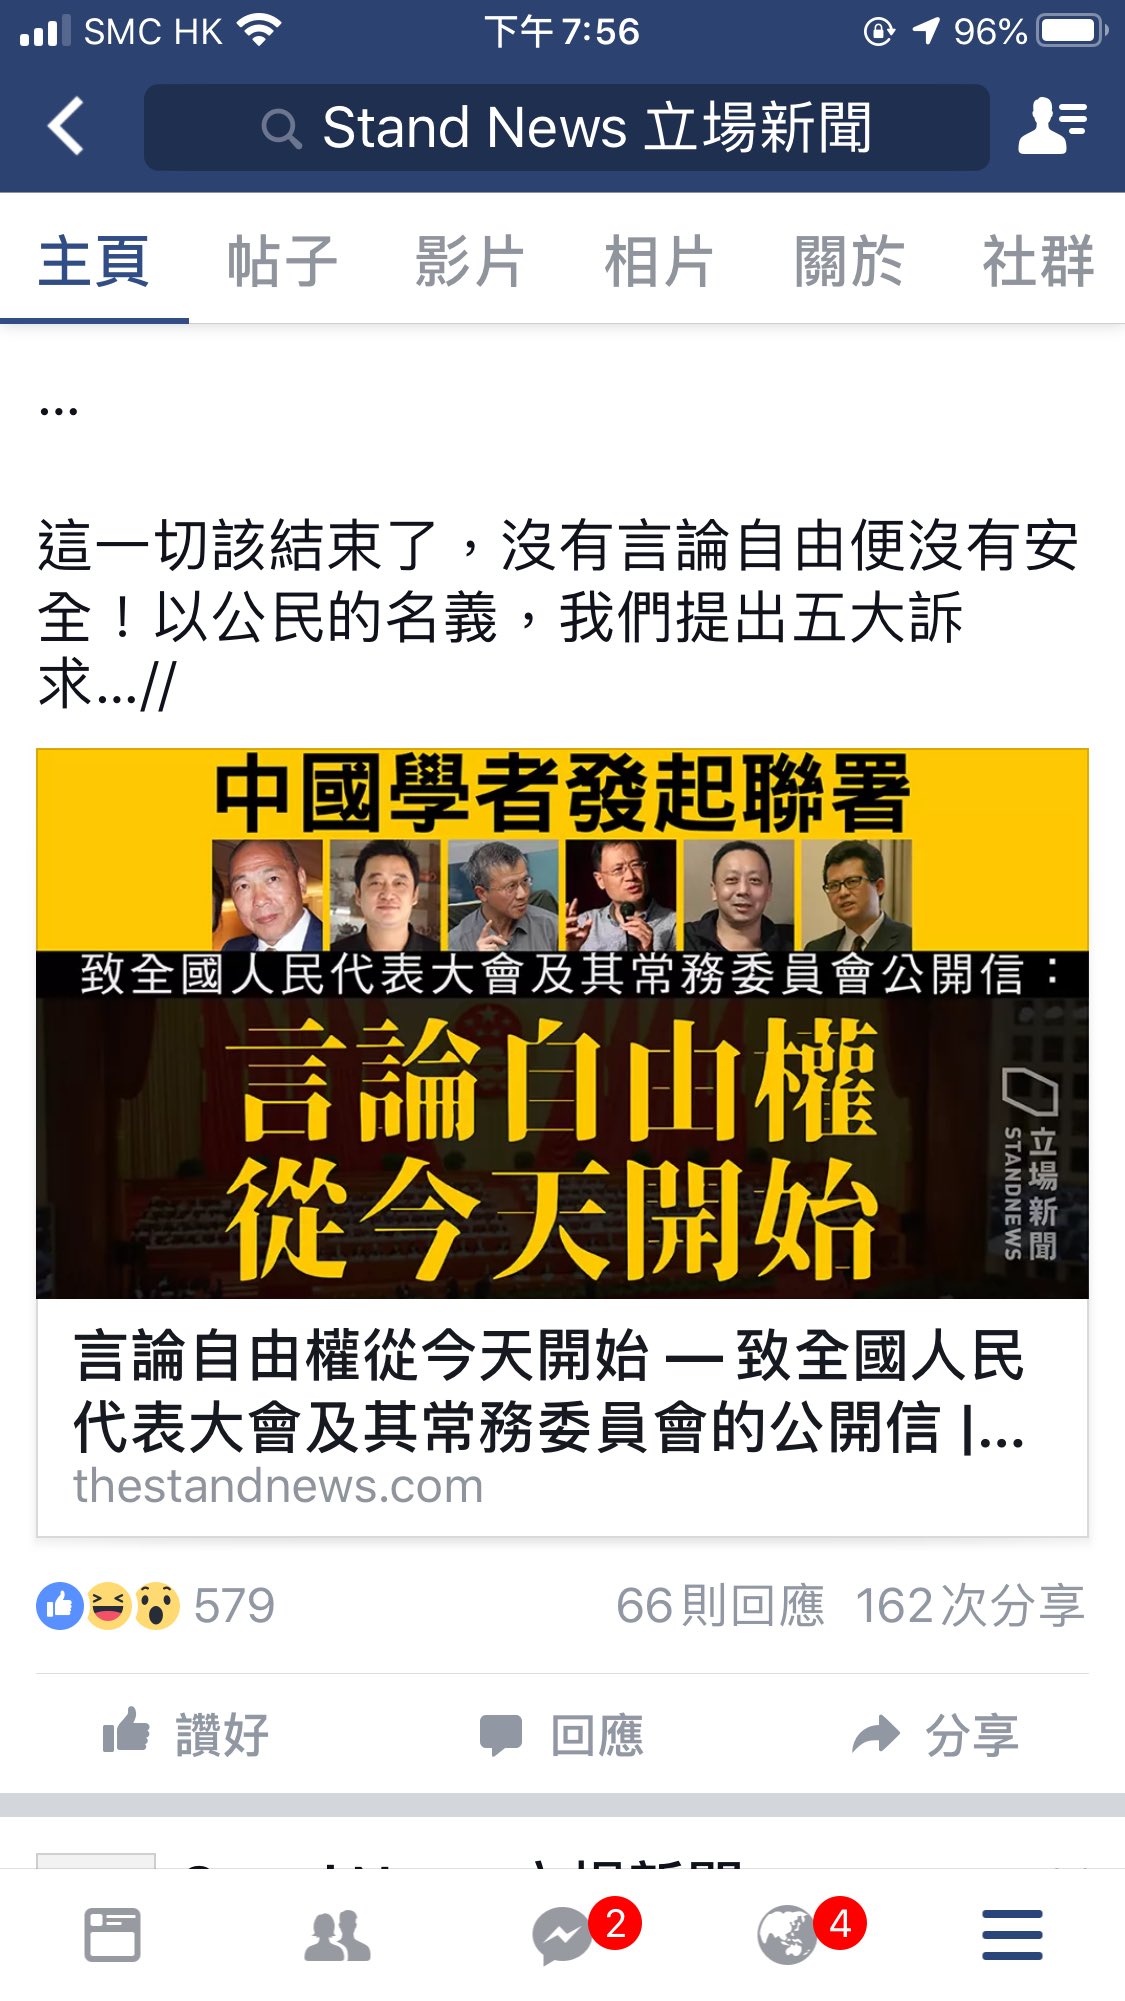 SMC HK 下午 7:56 96%
Stand News 立場新聞
主頁 帖子 影片 相片 關於 社群
...
這一切該結束了，沒有言論自由便沒有安
全！以公民的名義，我們提出五大訴
求...//
中國學者發起聯署
致全國人民代表大會及其常務委員會公開信：
言論自由權
從今天開始
立場新聞
STANDNEWS
言論自由權從今天開始 — 致全國人民
代表大會及其常務委員會的公開信 |...
thestandnews.com
579 66則回應 162次分享
讚好 回應 分享
2 4